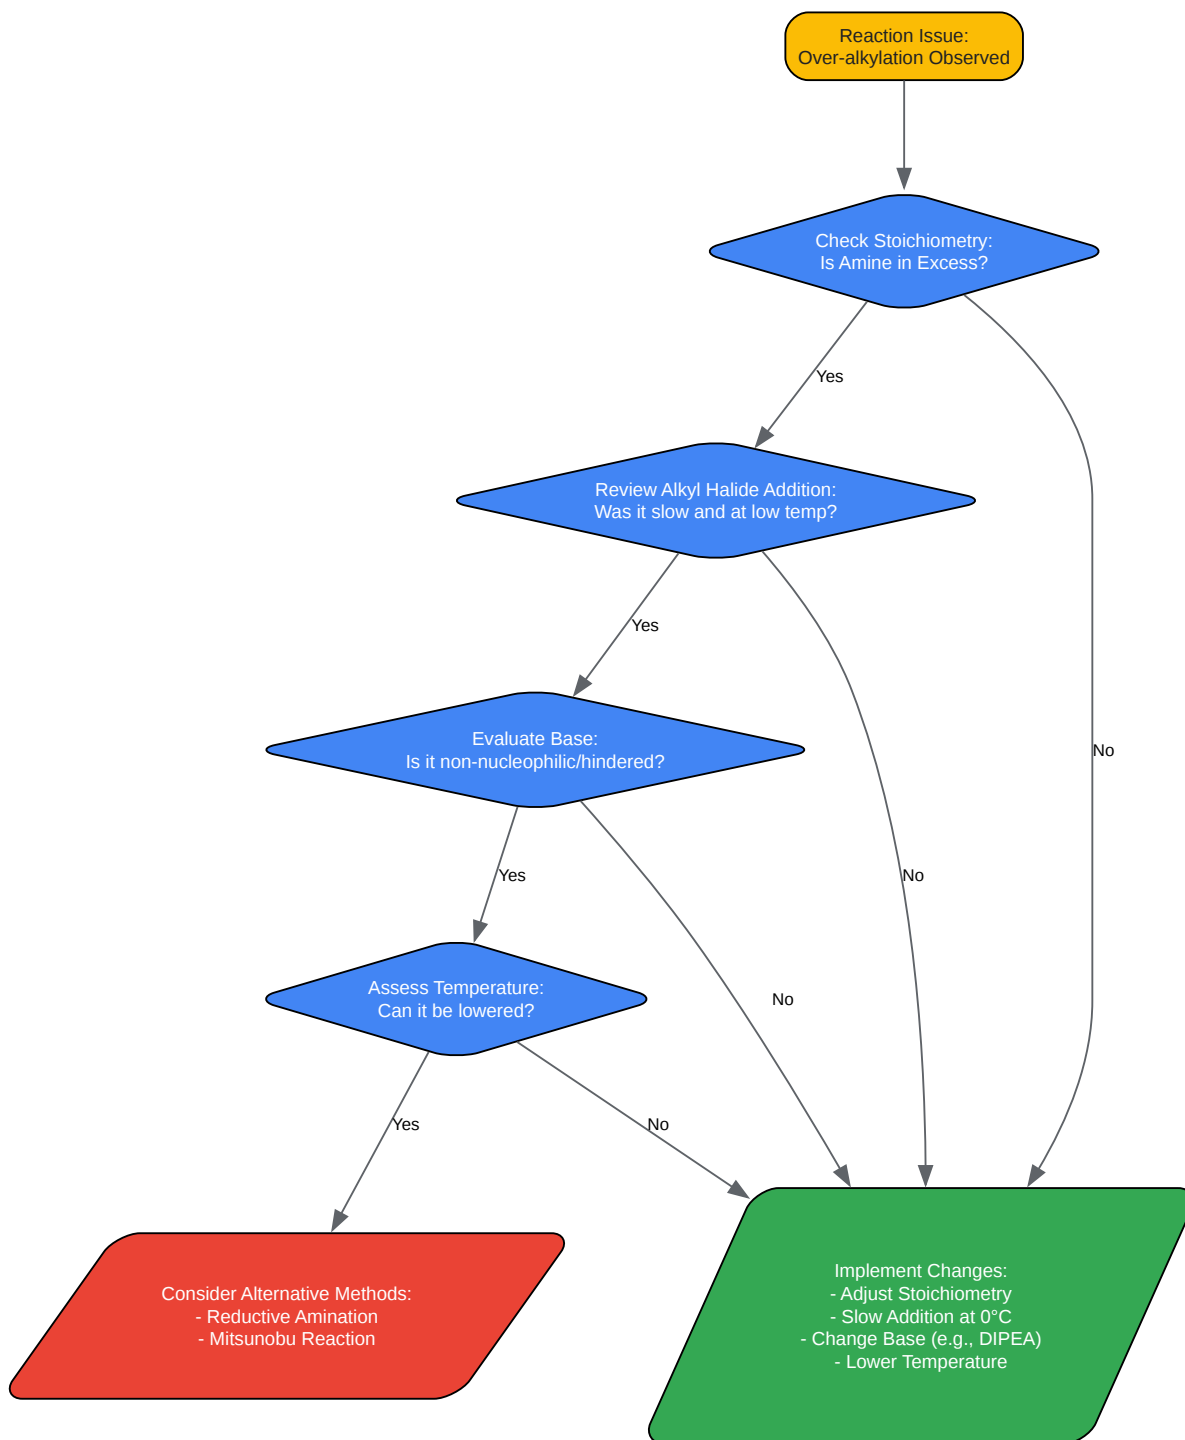 Reaction Issue:
Over-alkylation Observed
Check Stoichiometry:
Is Amine in Excess?
Yes
Review Alkyl Halide Addition:
Was it slow and at low temp?
Yes
Evaluate Base:
Is it non-nucleophilic/hindered?
No
Yes
No
Assess Temperature:
Can it be lowered?
No
Yes
No
Consider Alternative Methods:
- Reductive Amination
- Mitsunobu Reaction
Implement Changes:
- Adjust Stoichiometry
- Slow Addition at 0°C
- Change Base (e.g., DIPEA)
- Lower Temperature